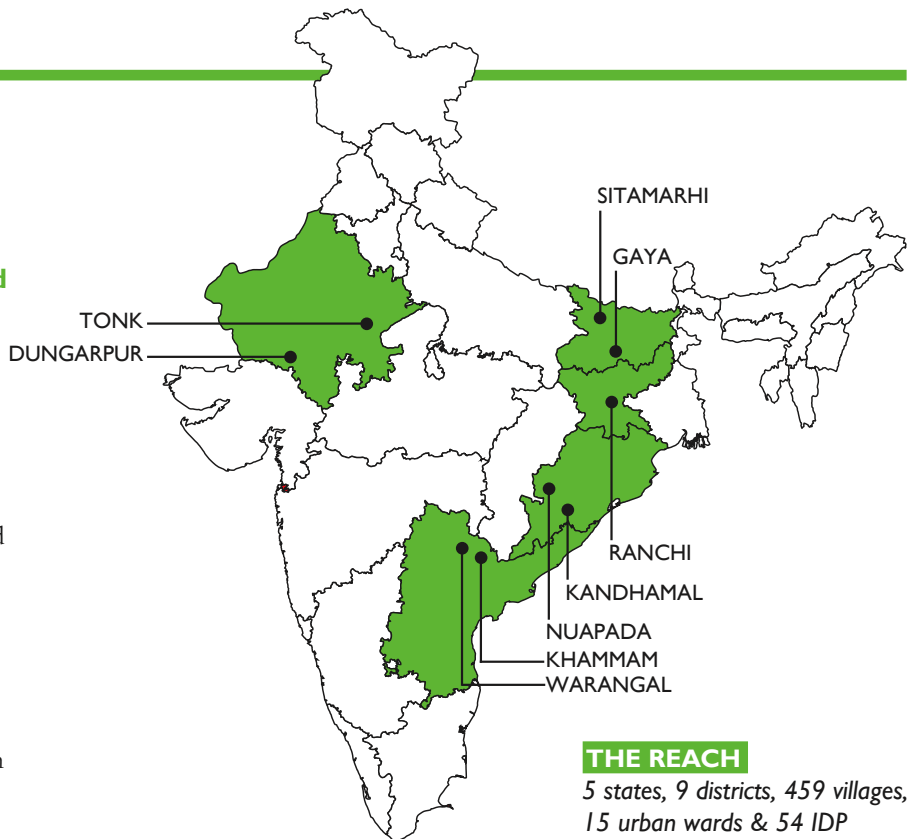 SITAMARHI
GAYA
TONK
DUNGARPUR
RANCHI
KANDHAMAL
NUAPADA
KHAMMAM
WARANGAL
THE REACH
5 states, 9 districts, 459 villages,
15 urban wards & 54 IDP